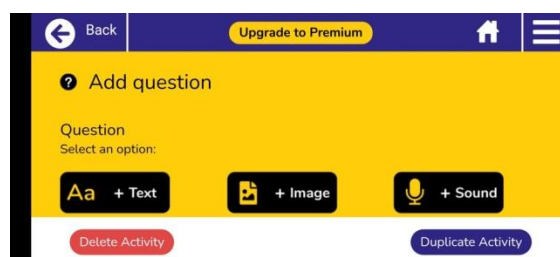 Back
Upgrade to Premium
Add question
Question
Select an option:
Aa + Text
+ Image
+ Sound
Delete Activity
Duplicate Activity